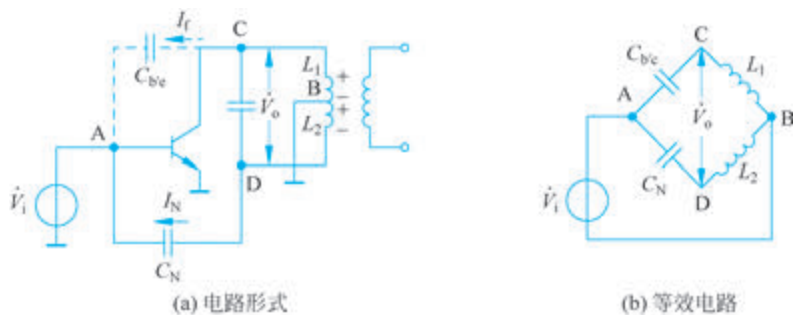 C
I_f
C_b'c
L_1
+
−
B
V̇_o
+
A
L_2
−
D
V̇_i
I_N
C_N
(a) 电路形式
C
C_b'c
L_1
A
V̇_o
B
C_N
L_2
V̇_i
D
(b) 等效电路